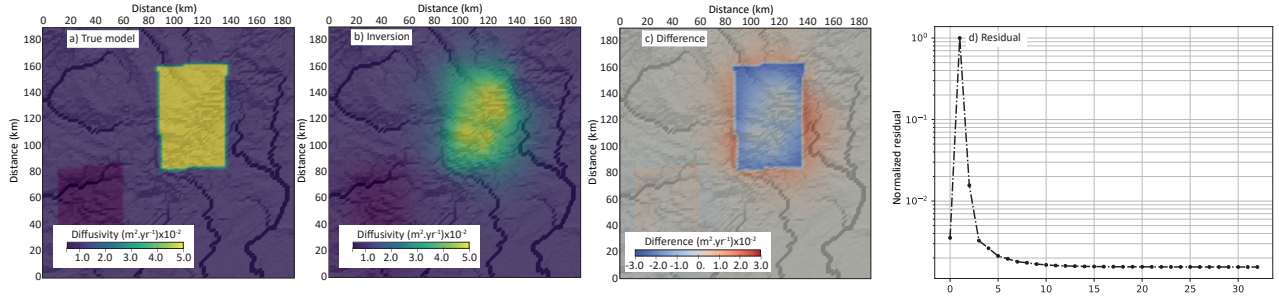 Distance (km)
0 20 40 60 80 100 120 140 160 180
a) True model
Distance (km)
180
160
140
120
100
80
60
40
20
0
Diffusivity (m².yr⁻¹)x10⁻²
1.0 2.0 3.0 4.0 5.0
Distance (km)
0 20 40 60 80 100 120 140 160 180
b) Inversion
Distance (km)
180
160
140
120
100
80
60
40
20
0
Diffusivity (m².yr⁻¹)x10⁻²
1.0 2.0 3.0 4.0 5.0
Distance (km)
0 20 40 60 80 100 120 140 160 180
c) Difference
Distance (km)
180
160
140
120
100
80
60
40
20
0
Difference (m².yr⁻¹)x10⁻²
-3.0 -2.0 -1.0 0. 1.0 2.0 3.0
d) Residual
Normalized residual
10⁰
10⁻¹
10⁻²
0 5 10 15 20 25 30